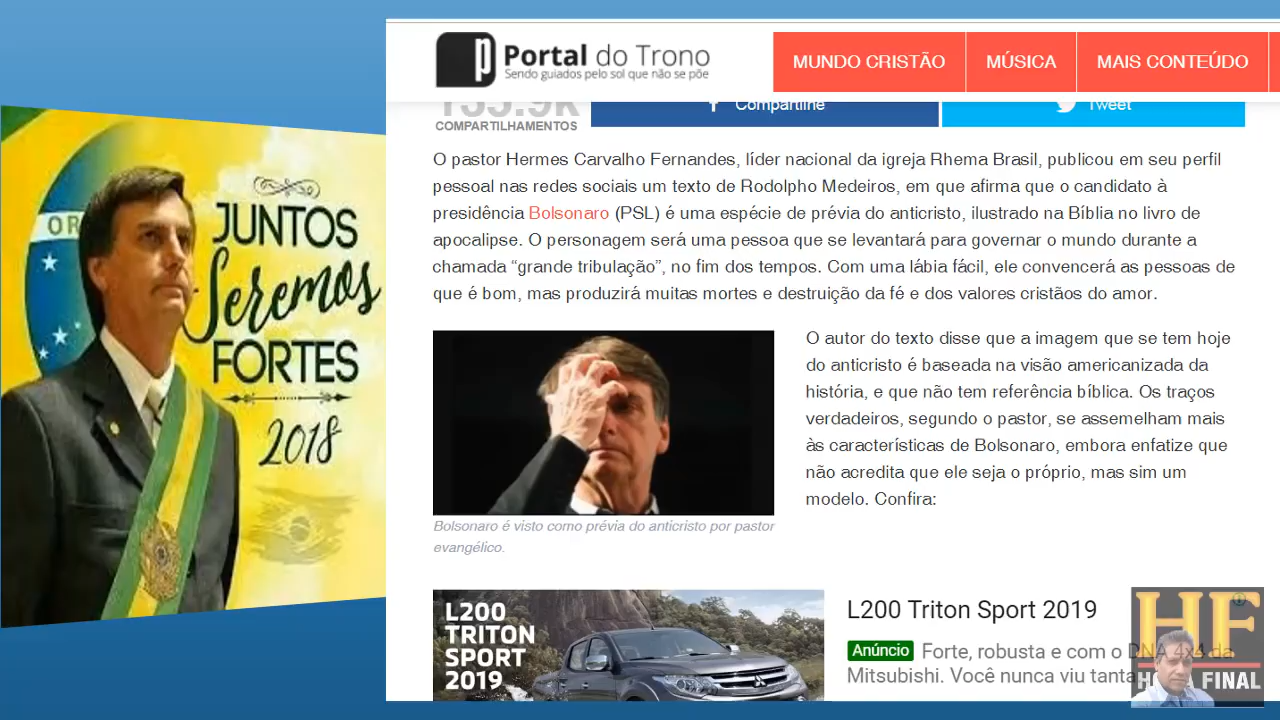 OR
JUNTOS
Seremos
FORTES
2018
Portal do Trono
Sendo guiados pelo sol que não se põe
MUNDO CRISTÃO
MÚSICA
MAIS CONTEÚDO
COMPARTILHAMENTOS
Compartilhe
Tweet
O pastor Hermes Carvalho Fernandes, líder nacional da igreja Rhema Brasil, publicou em seu perfil
pessoal nas redes sociais um texto de Rodolpho Medeiros, em que afirma que o candidato à
presidência Bolsonaro (PSL) é uma espécie de prévia do anticristo, ilustrado na Bíblia no livro de
apocalipse. O personagem será uma pessoa que se levantará para governar o mundo durante a
chamada “grande tribulação”, no fim dos tempos. Com uma lábia fácil, ele convencerá as pessoas de
que é bom, mas produzirá muitas mortes e destruição da fé e dos valores cristãos do amor.
O autor do texto disse que a imagem que se tem hoje
do anticristo é baseada na visão americanizada da
história, e que não tem referência bíblica. Os traços
verdadeiros, segundo o pastor, se assemelham mais
às características de Bolsonaro, embora enfatize que
não acredita que ele seja o próprio, mas sim um
modelo. Confira:
Bolsonaro é visto como prévia do anticristo por pastor
evangélico.
L200
TRITON
SPORT
2019
L200 Triton Sport 2019
Anúncio Forte, robusta e com o DNA 4x4 da
Mitsubishi. Você nunca viu tanta
HF
FINAL